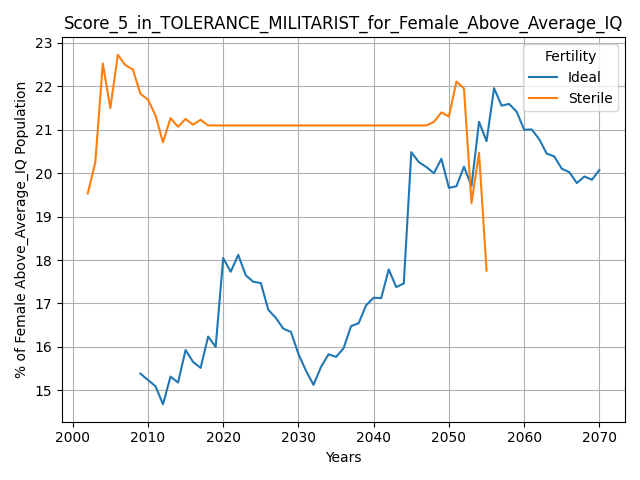 Score_5_in_TOLERANCE_MILITARIST_for_Female_Above_Average_IQ
% of Female Above_Average_IQ Population
23
22
21
20
19
18
17
16
15
Fertility
Ideal
Sterile
2000 2010 2020 2030 2040 2050 2060 2070
Years